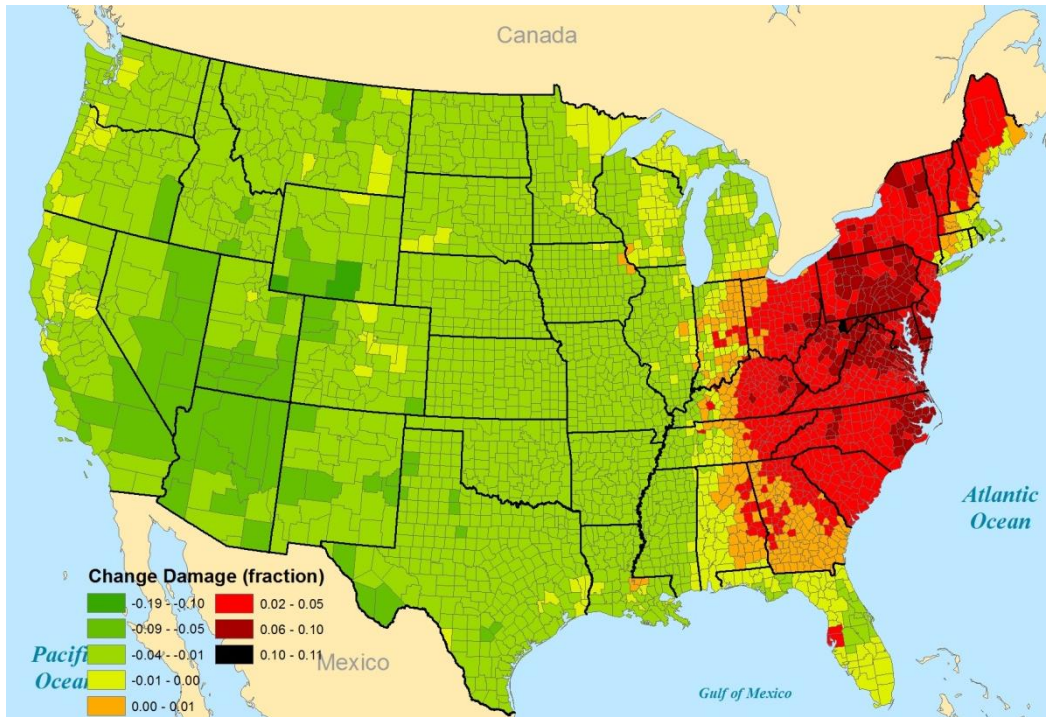 Canada
Atlantic
Ocean
Change Damage (fraction)
-0.19 - -0.10
0.02 - 0.05
-0.09 - -0.05
0.06 - 0.10
-0.04 - -0.01
0.10 - 0.11
-0.01 - 0.00
0.00 - 0.01
Pacific
Ocean
Mexico
Gulf of Mexico